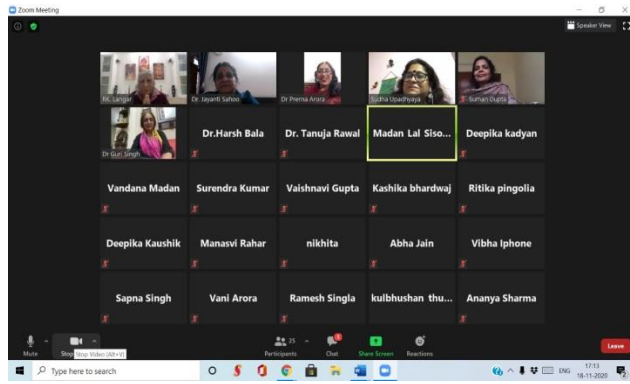 Zoom Meeting
Speaker View
P.K. Langar
Dr. Jayanti Sahoo
Dr Prerna Arora
Sudha Upadhyaya
Suman Gupta
Dr Guri Singh
Dr.Harsh Bala
Dr. Tanuja Rawal
Madan Lal Siso...
Deepika kadyan
Vandana Madan
Surendra Kumar
Vaishnavi Gupta
Kashika bhardwaj
Ritika pingolia
Deepika Kaushik
Manasvi Rahar
nikhita
Abha Jain
Vibha Iphone
Sapna Singh
Vani Arora
Ramesh Singla
kulbhushan thu...
Ananya Sharma
25
Mute
Stop
Stop Video (Alt+V)
Participants
Chat
Share Screen
Reactions
Leave
Type here to search
ENG
17:13
18-11-2020